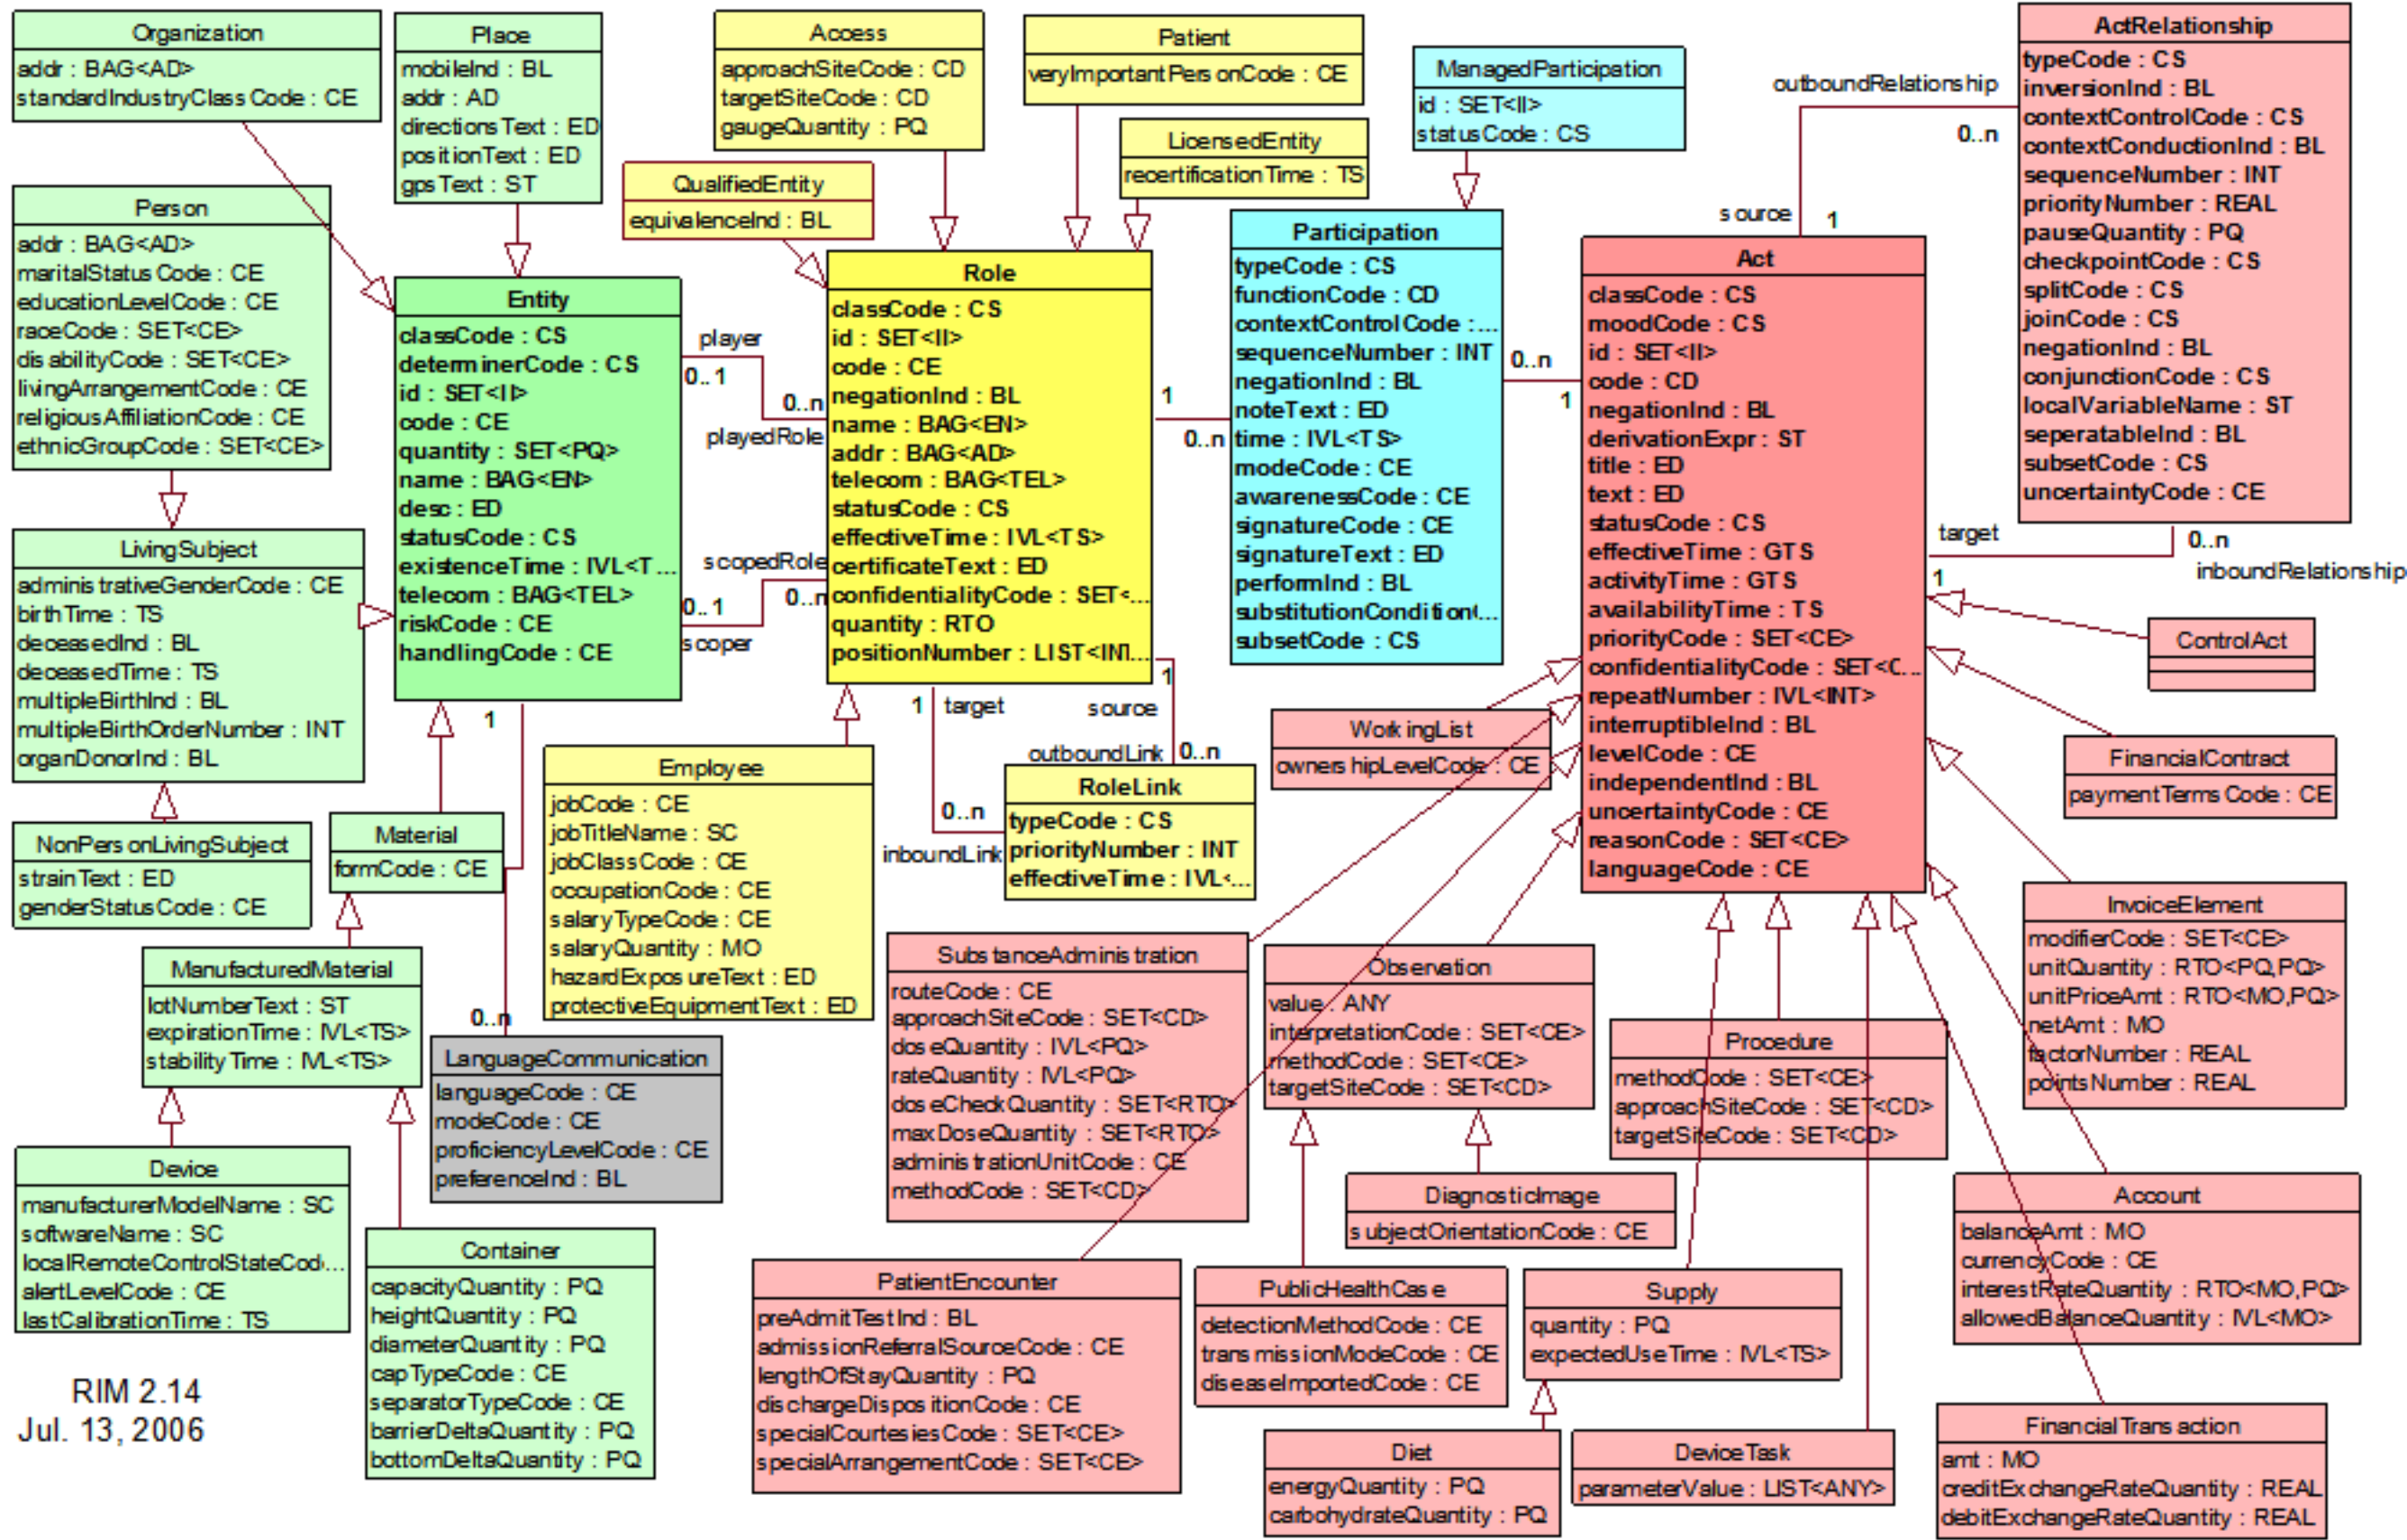 Organization
addr : BAG<AD>
standardIndustryClassCode : CE
Place
mobileInd : BL
addr : AD
directionsText : ED
positionText : ED
gpsText : ST
Access
approachSiteCode : CD
targetSiteCode : CD
gaugeQuantity : PQ
Patient
veryImportantPersonCode : CE
ManagedParticipation
id : SET<II>
statusCode : CS
ActRelationship
typeCode : CS
inversionInd : BL
contextControlCode : CS
contextConductionInd : BL
sequenceNumber : INT
priorityNumber : REAL
pauseQuantity : PQ
checkpointCode : CS
splitCode : CS
joinCode : CS
negationInd : BL
conjunctionCode : CS
localVariableName : ST
seperatableInd : BL
subsetCode : CS
uncertaintyCode : CE
outboundRelationship
0..n
source
1
LicensedEntity
recertificationTime : TS
QualifiedEntity
equivalenceInd : BL
Person
addr : BAG<AD>
maritalStatusCode : CE
educationLevelCode : CE
raceCode : SET<CE>
disabilityCode : SET<CE>
livingArrangementCode : CE
religiousAffiliationCode : CE
ethnicGroupCode : SET<CE>
Entity
classCode : CS
determinerCode : CS
id : SET<II>
code : CE
quantity : SET<PQ>
name : BAG<EN>
desc : ED
statusCode : CS
existenceTime : IVL<T...
telecom : BAG<TEL>
riskCode : CE
handlingCode : CE
player
0..1
0..n
playedRole
scopedRole
0..1
0..n
scoper
Role
classCode : CS
id : SET<II>
code : CE
negationInd : BL
name : BAG<EN>
addr : BAG<AD>
telecom : BAG<TEL>
statusCode : CS
effectiveTime : IVL<TS>
certificateText : ED
confidentialityCode : SET<...
quantity : RTO
positionNumber : LIST<INT...
1
0..n
Participation
typeCode : CS
functionCode : CD
contextControlCode :...
sequenceNumber : INT
negationInd : BL
noteText : ED
time : IVL<TS>
modeCode : CE
awarenessCode : CE
signatureCode : CE
signatureText : ED
performInd : BL
substitutionCondition(...
subsetCode : CS
0..n
1
Act
classCode : CS
moodCode : CS
id : SET<II>
code : CD
negationInd : BL
derivationExpr : ST
title : ED
text : ED
statusCode : CS
effectiveTime : GTS
activityTime : GTS
availabilityTime : TS
priorityCode : SET<CE>
confidentialityCode : SET<C...
repeatNumber : IVL<INT>
interruptibleInd : BL
levelCode : CE
independentInd : BL
uncertaintyCode : CE
reasonCode : SET<CE>
languageCode : CE
target
0..n
1
inboundRelationship
ControlAct
FinancialContract
paymentTermsCode : CE
LivingSubject
administrativeGenderCode : CE
birthTime : TS
deceasedInd : BL
deceasedTime : TS
multipleBirthInd : BL
multipleBirthOrderNumber : INT
organDonorInd : BL
1
1
target
source
1
outboundLink
0..n
0..n
inboundLink
RoleLink
typeCode : CS
priorityNumber : INT
effectiveTime : IVL<...
WorkingList
ownershipLevelCode : CE
Employee
jobCode : CE
jobTitleName : SC
jobClassCode : CE
occupationCode : CE
salaryTypeCode : CE
salaryQuantity : MO
hazardExposureText : ED
protectiveEquipmentText : ED
NonPersonLivingSubject
strainText : ED
genderStatusCode : CE
Material
formCode : CE
ManufacturedMaterial
lotNumberText : ST
expirationTime : IVL<TS>
stabilityTime : IVL<TS>
0..n
LanguageCommunication
languageCode : CE
modeCode : CE
proficiencyLevelCode : CE
preferenceInd : BL
SubstanceAdministration
routeCode : CE
approachSiteCode : SET<CD>
doseQuantity : IVL<PQ>
rateQuantity : IVL<PQ>
doseCheckQuantity : SET<RTO>
maxDoseQuantity : SET<RTO>
administrationUnitCode : CE
methodCode : SET<CD>
Observation
value : ANY
interpretationCode : SET<CE>
methodCode : SET<CE>
targetSiteCode : SET<CD>
Procedure
methodCode : SET<CE>
approachSiteCode : SET<CD>
targetSiteCode : SET<CD>
InvoiceElement
modifierCode : SET<CE>
unitQuantity : RTO<PQ,PQ>
unitPriceAmt : RTO<MO,PQ>
netAmt : MO
factorNumber : REAL
pointsNumber : REAL
Device
manufacturerModelName : SC
softwareName : SC
localRemoteControlStateCod...
alertLevelCode : CE
lastCalibrationTime : TS
Container
capacityQuantity : PQ
heightQuantity : PQ
diameterQuantity : PQ
capTypeCode : CE
separatorTypeCode : CE
barrierDeltaQuantity : PQ
bottomDeltaQuantity : PQ
DiagnosticImage
subjectOrientationCode : CE
PatientEncounter
preAdmitTestInd : BL
admissionReferralSourceCode : CE
lengthOfStayQuantity : PQ
dischargeDispositionCode : CE
specialCourtesiesCode : SET<CE>
specialArrangementCode : SET<CE>
PublicHealthCase
detectionMethodCode : CE
transmissionModeCode : CE
diseaseImportedCode : CE
Supply
quantity : PQ
expectedUseTime : IVL<TS>
Account
balanceAmt : MO
currencyCode : CE
interestRateQuantity : RTO<MO,PQ>
allowedBalanceQuantity : IVL<MO>
Diet
energyQuantity : PQ
carbohydrateQuantity : PQ
DeviceTask
parameterValue : LIST<ANY>
FinancialTransaction
amt : MO
creditExchangeRateQuantity : REAL
debitExchangeRateQuantity : REAL
RIM 2.14
Jul. 13, 2006